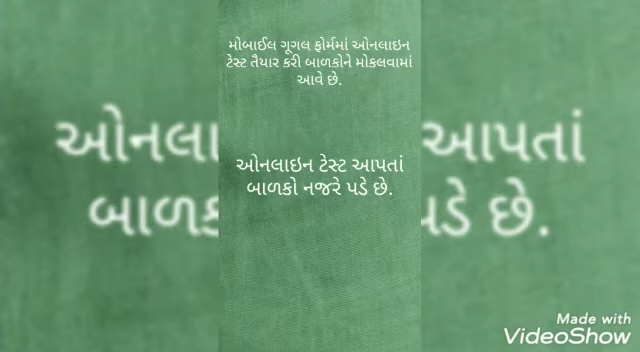 મોબાઈલ ગૂગલ ફોર્મમાં ઓનલાઇન
ટેસ્ટ તૈયાર કરી બાળકોને મોકલવામાં
આવે છે.
ઓનલાઇન ટેસ્ટ આપતાં
બાળકો નજરે પડે છે.
Made with
VideoShow